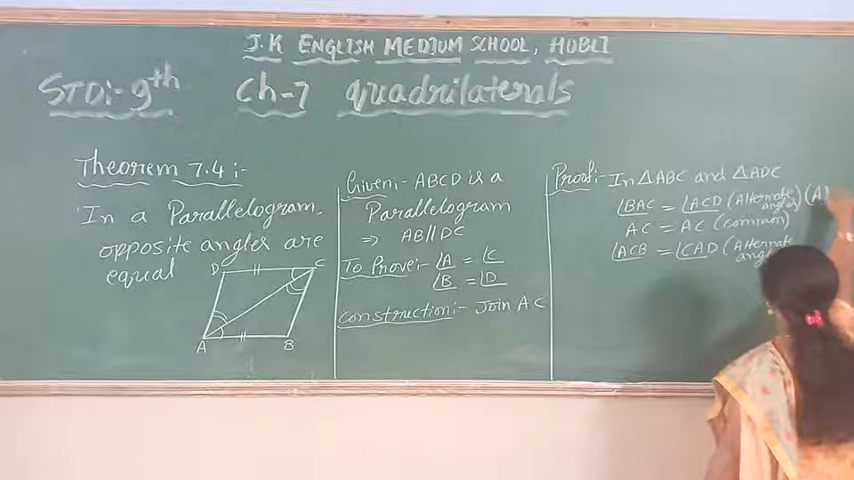 J.K ENGLISH MEDIUM SCHOOL, HUBLI
STD:- 9th Ch-7 quadrilaterals
Theorem 7.4:-
In a Parallelogram.
opposite angles are
equal
D C
A B
Given:- ABCD is a
Parallelogram
⇒ AB∥DC
To Prove:- ∠A = ∠C
∠B = ∠D
Construction:- Join AC
Proof:- In △ABC and △ADC
∠BAC = ∠ACD (Alternate angles) (A)
AC = AC (common)
∠ACB = ∠CAD (Alternate